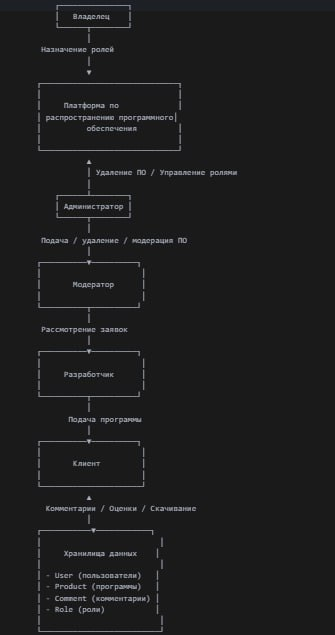 Владелец
Назначение ролей
Платформа по
распространению программного
обеспечения
Удаление ПО / Управление ролями
Администратор
Подача / удаление / модерация ПО
Модератор
Рассмотрение заявок
Разработчик
Подача программы
Клиент
Комментарии / Оценки / Скачивание
Хранилища данных
- User (пользователи)
- Product (программы)
- Comment (комментарии)
- Role (роли)